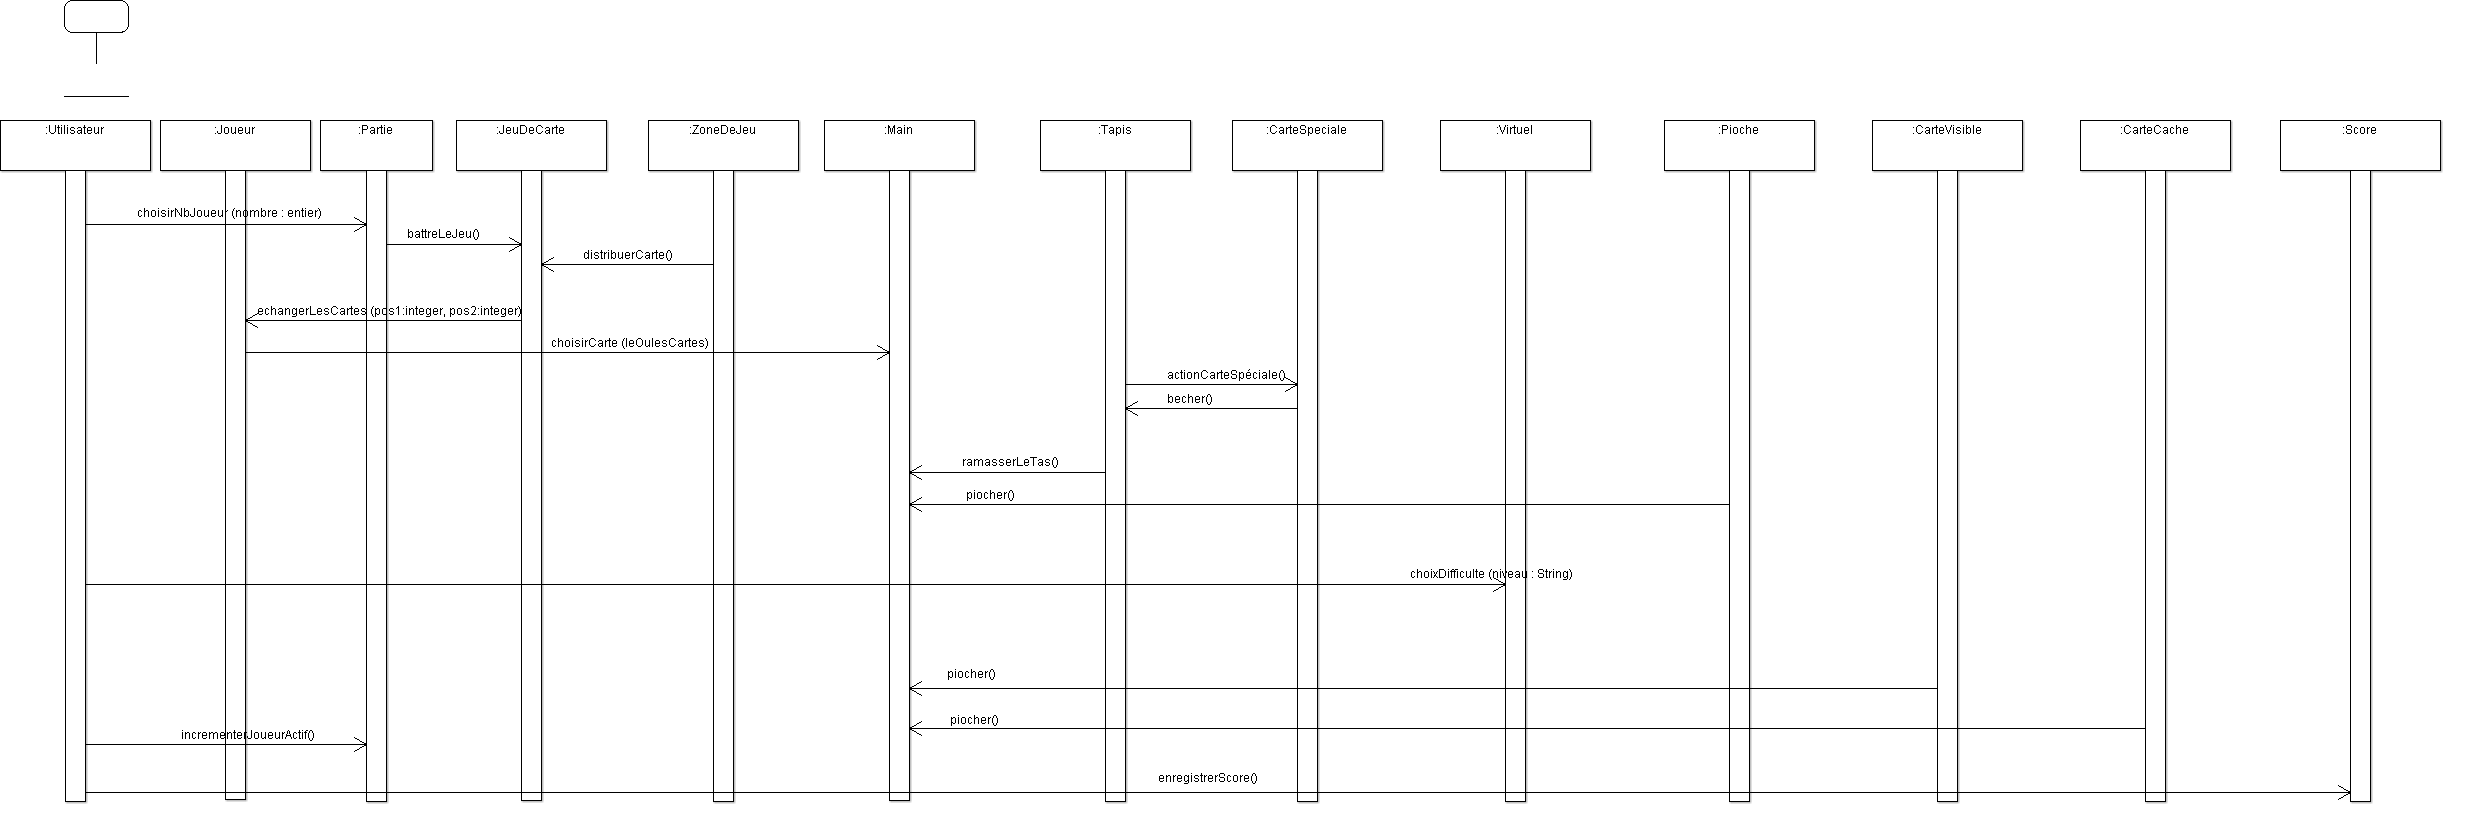 :Utilisateur
:Joueur
:Partie
:JeuDeCarte
:ZoneDeJeu
:Main
:Tapis
:CarteSpeciale
:Virtuel
:Pioche
:CarteVisible
:CarteCache
:Score
choisirNbJoueur (nombre : entier)
battreLeJeu()
distribuerCarte()
echangerLesCartes (pos1:integer, pos2:integer)
choisirCarte (leOulesCartes)
actionCarteSpéciale()
becher()
ramasserLeTas()
piocher()
choixDifficulte (niveau : String)
piocher()
piocher()
incrementerJoueurActif()
enregistrerScore()